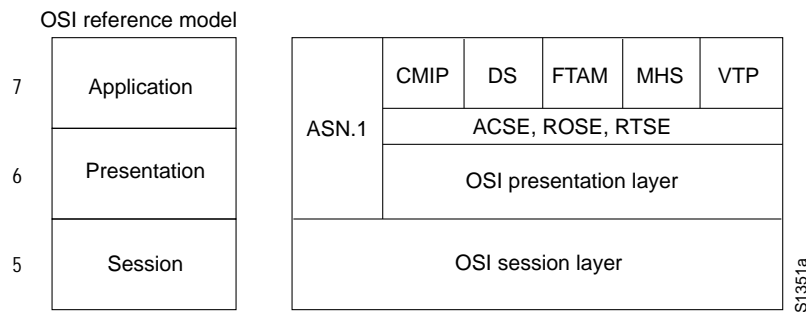 OSI reference model
7
Application
CMIP
DS
FTAM
MHS
VTP
ASN.1
ACSE, ROSE, RTSE
6
Presentation
OSI presentation layer
5
Session
OSI session layer
S1351a